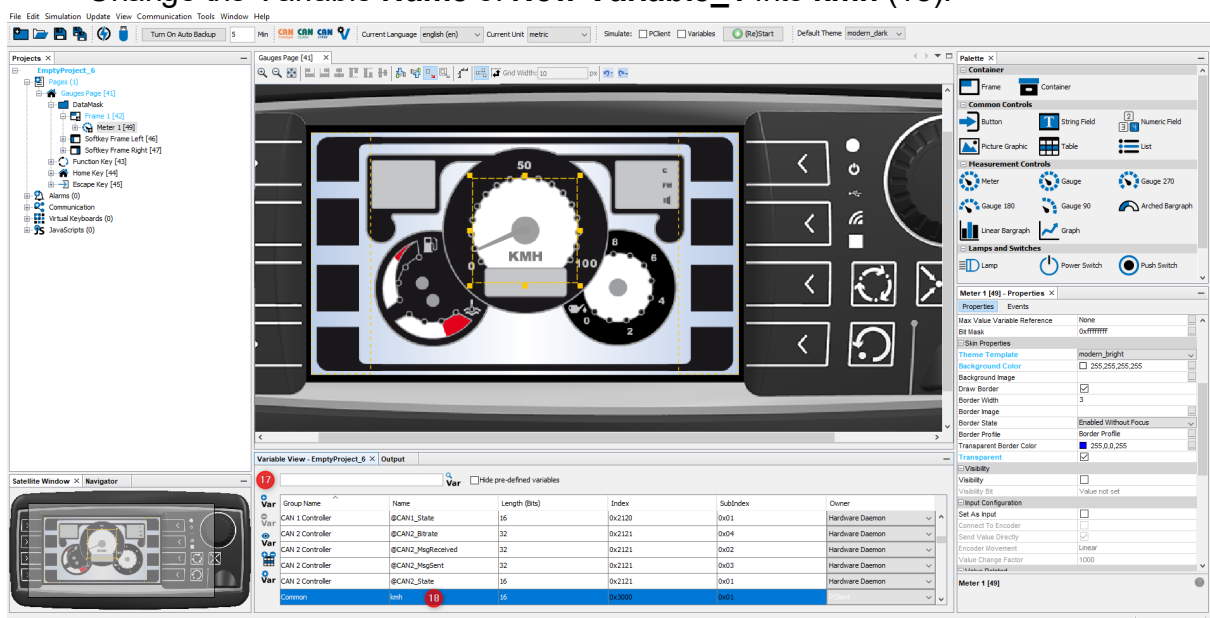 File Edit Simulation Update View Communication Tools Window Help
Turn On Auto Backup 5 Min CAN CAN CAN Current Language english (en) Current Unit metric Simulate: PClient Variables (Re)Start Default Theme modern_dark
Projects ×
EmptyProject_6
Pages (1)
Gauges Page [41]
DataMask
Frame 1 [42]
Meter 1 [49]
Softkey Frame Left [46]
Softkey Frame Right [47]
Function Key [43]
Home Key [44]
Escape Key [45]
Alarms (0)
Communication
Virtual Keyboards (0)
JavaScripts (0)
Satellite Window × Navigator
Gauges Page [41] ×
Grid Width: 10 px
50
C
FM
KMH
0
100
8
6
4
2
0
Variable View - EmptyProject_6 × Output
17 Var Hide pre-defined variables
Var Group Name Name Length (Bits) Index SubIndex Owner
Var CAN 1 Controller @CAN1_State 16 0x2120 0x01 Hardware Daemon
Var CAN 2 Controller @CAN2_Bitrate 32 0x2121 0x04 Hardware Daemon
CAN 2 Controller @CAN2_MsgReceived 32 0x2121 0x02 Hardware Daemon
CAN 2 Controller @CAN2_MsgSent 32 0x2121 0x03 Hardware Daemon
Var CAN 2 Controller @CAN2_State 16 0x2121 0x01 Hardware Daemon
Common kmh 18 16 0x3000 0x01 PClient
Palette ×
Container
Frame Container
Common Controls
Button String Field Numeric Field
Picture Graphic Table List
Measurement Controls
Meter Gauge Gauge 270
Gauge 180 Gauge 90 Arched Bargraph
Linear Bargraph Graph
Lamps and Switches
Lamp Power Switch Push Switch
Meter 1 [49] - Properties ×
Properties Events
Max Value Variable Reference None
Bit Mask 0xffffffff
Skin Properties
Theme Template modern_bright
Background Color 255,255,255,255
Background Image
Draw Border
Border Width 3
Border Image
Border State Enabled Without Focus
Border Profile Border Profile
Transparent Border Color 255,0,0,255
Transparent
Visibility
Visibility
Visibility Bit Value not set
Input Configuration
Set As Input
Connect To Encoder
Send Value Directly
Encoder Movement Linear
Value Change Factor 1000
Meter 1 [49]